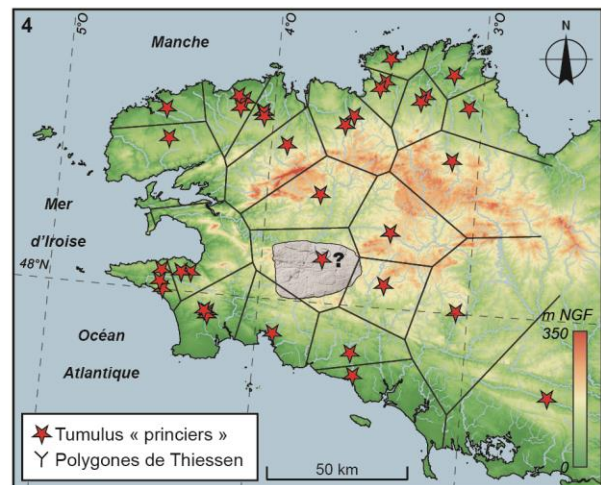 4
5°O
4°O
3°O
N
Manche
Mer
d'Iroise
48°N
?
Océan
Atlantique
m NGF
350
0
Tumulus « princiers »
Polygones de Thiessen
50 km